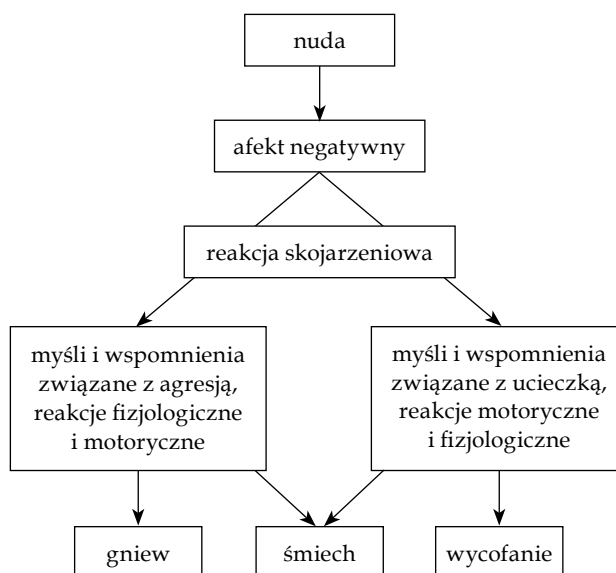 nuda
afekt negatywny
reakcja skojarzeniowa
myśli i wspomnienia
związane z agresją,
reakcje fizjologiczne
i motoryczne
myśli i wspomnienia
związane z ucieczką,
reakcje motoryczne
i fizjologiczne
gniew
śmiech
wycofanie